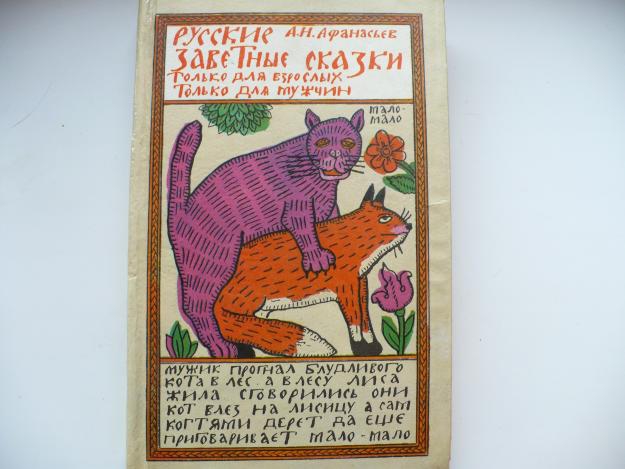 РУССКИЕ А.Н. Афанасьев
ЗАВЕТНЫЕ СКАЗКИ
ТОЛЬКО ДЛЯ ВЗРОСЛЫХ
ТОЛЬКО ДЛЯ МУЖЧИН
МАЛО-
МАЛО
МУЖИК ПРОГНАЛ БЛУДЛИВОГО
КОТА В ЛЕС. А В ЛЕСУ ЛИСА
ЖИЛА СГОВОРИЛИСЬ ОНИ
КОТ ВЛЕЗ НА ЛИСИЦУ А САМ
КОГТЯМИ ДЕРЕТ ДА ЕЩЕ
ПРИГОВАРИВАЕТ МАЛО-МАЛО